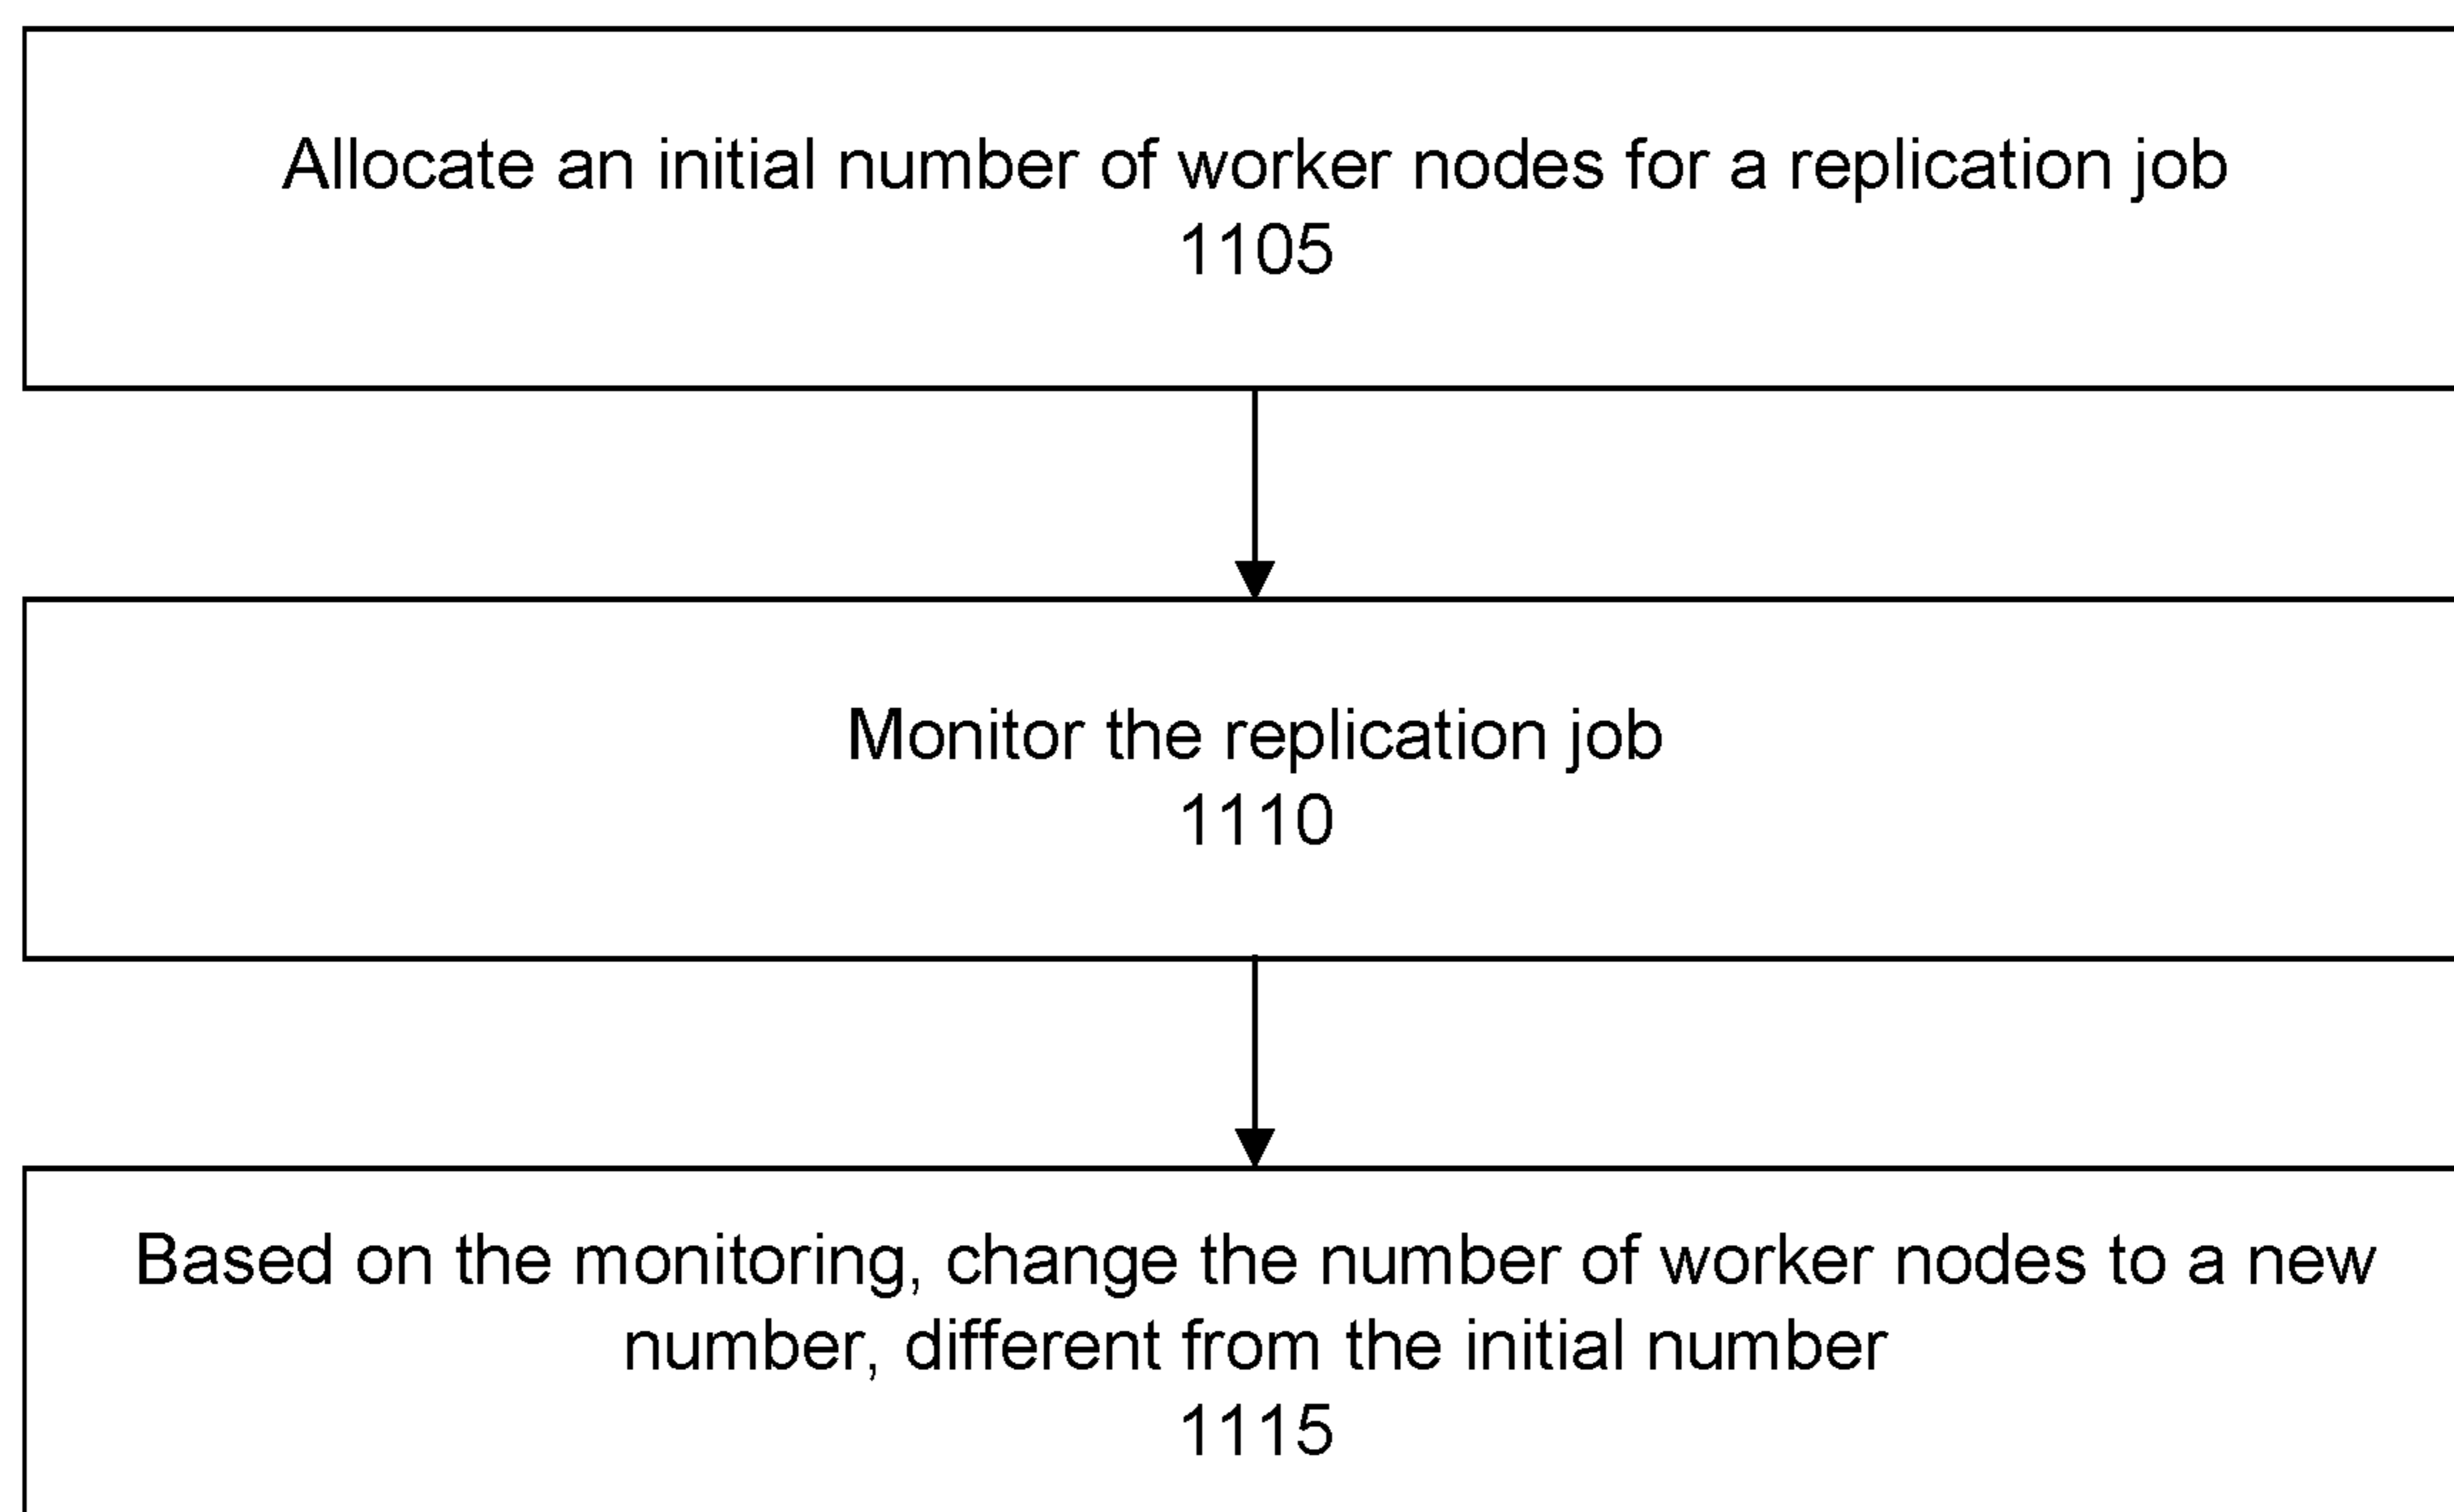 Allocate an initial number of worker nodes for a replication job
1105
Monitor the replication job
1110
Based on the monitoring, change the number of worker nodes to a new
number, different from the initial number
1115